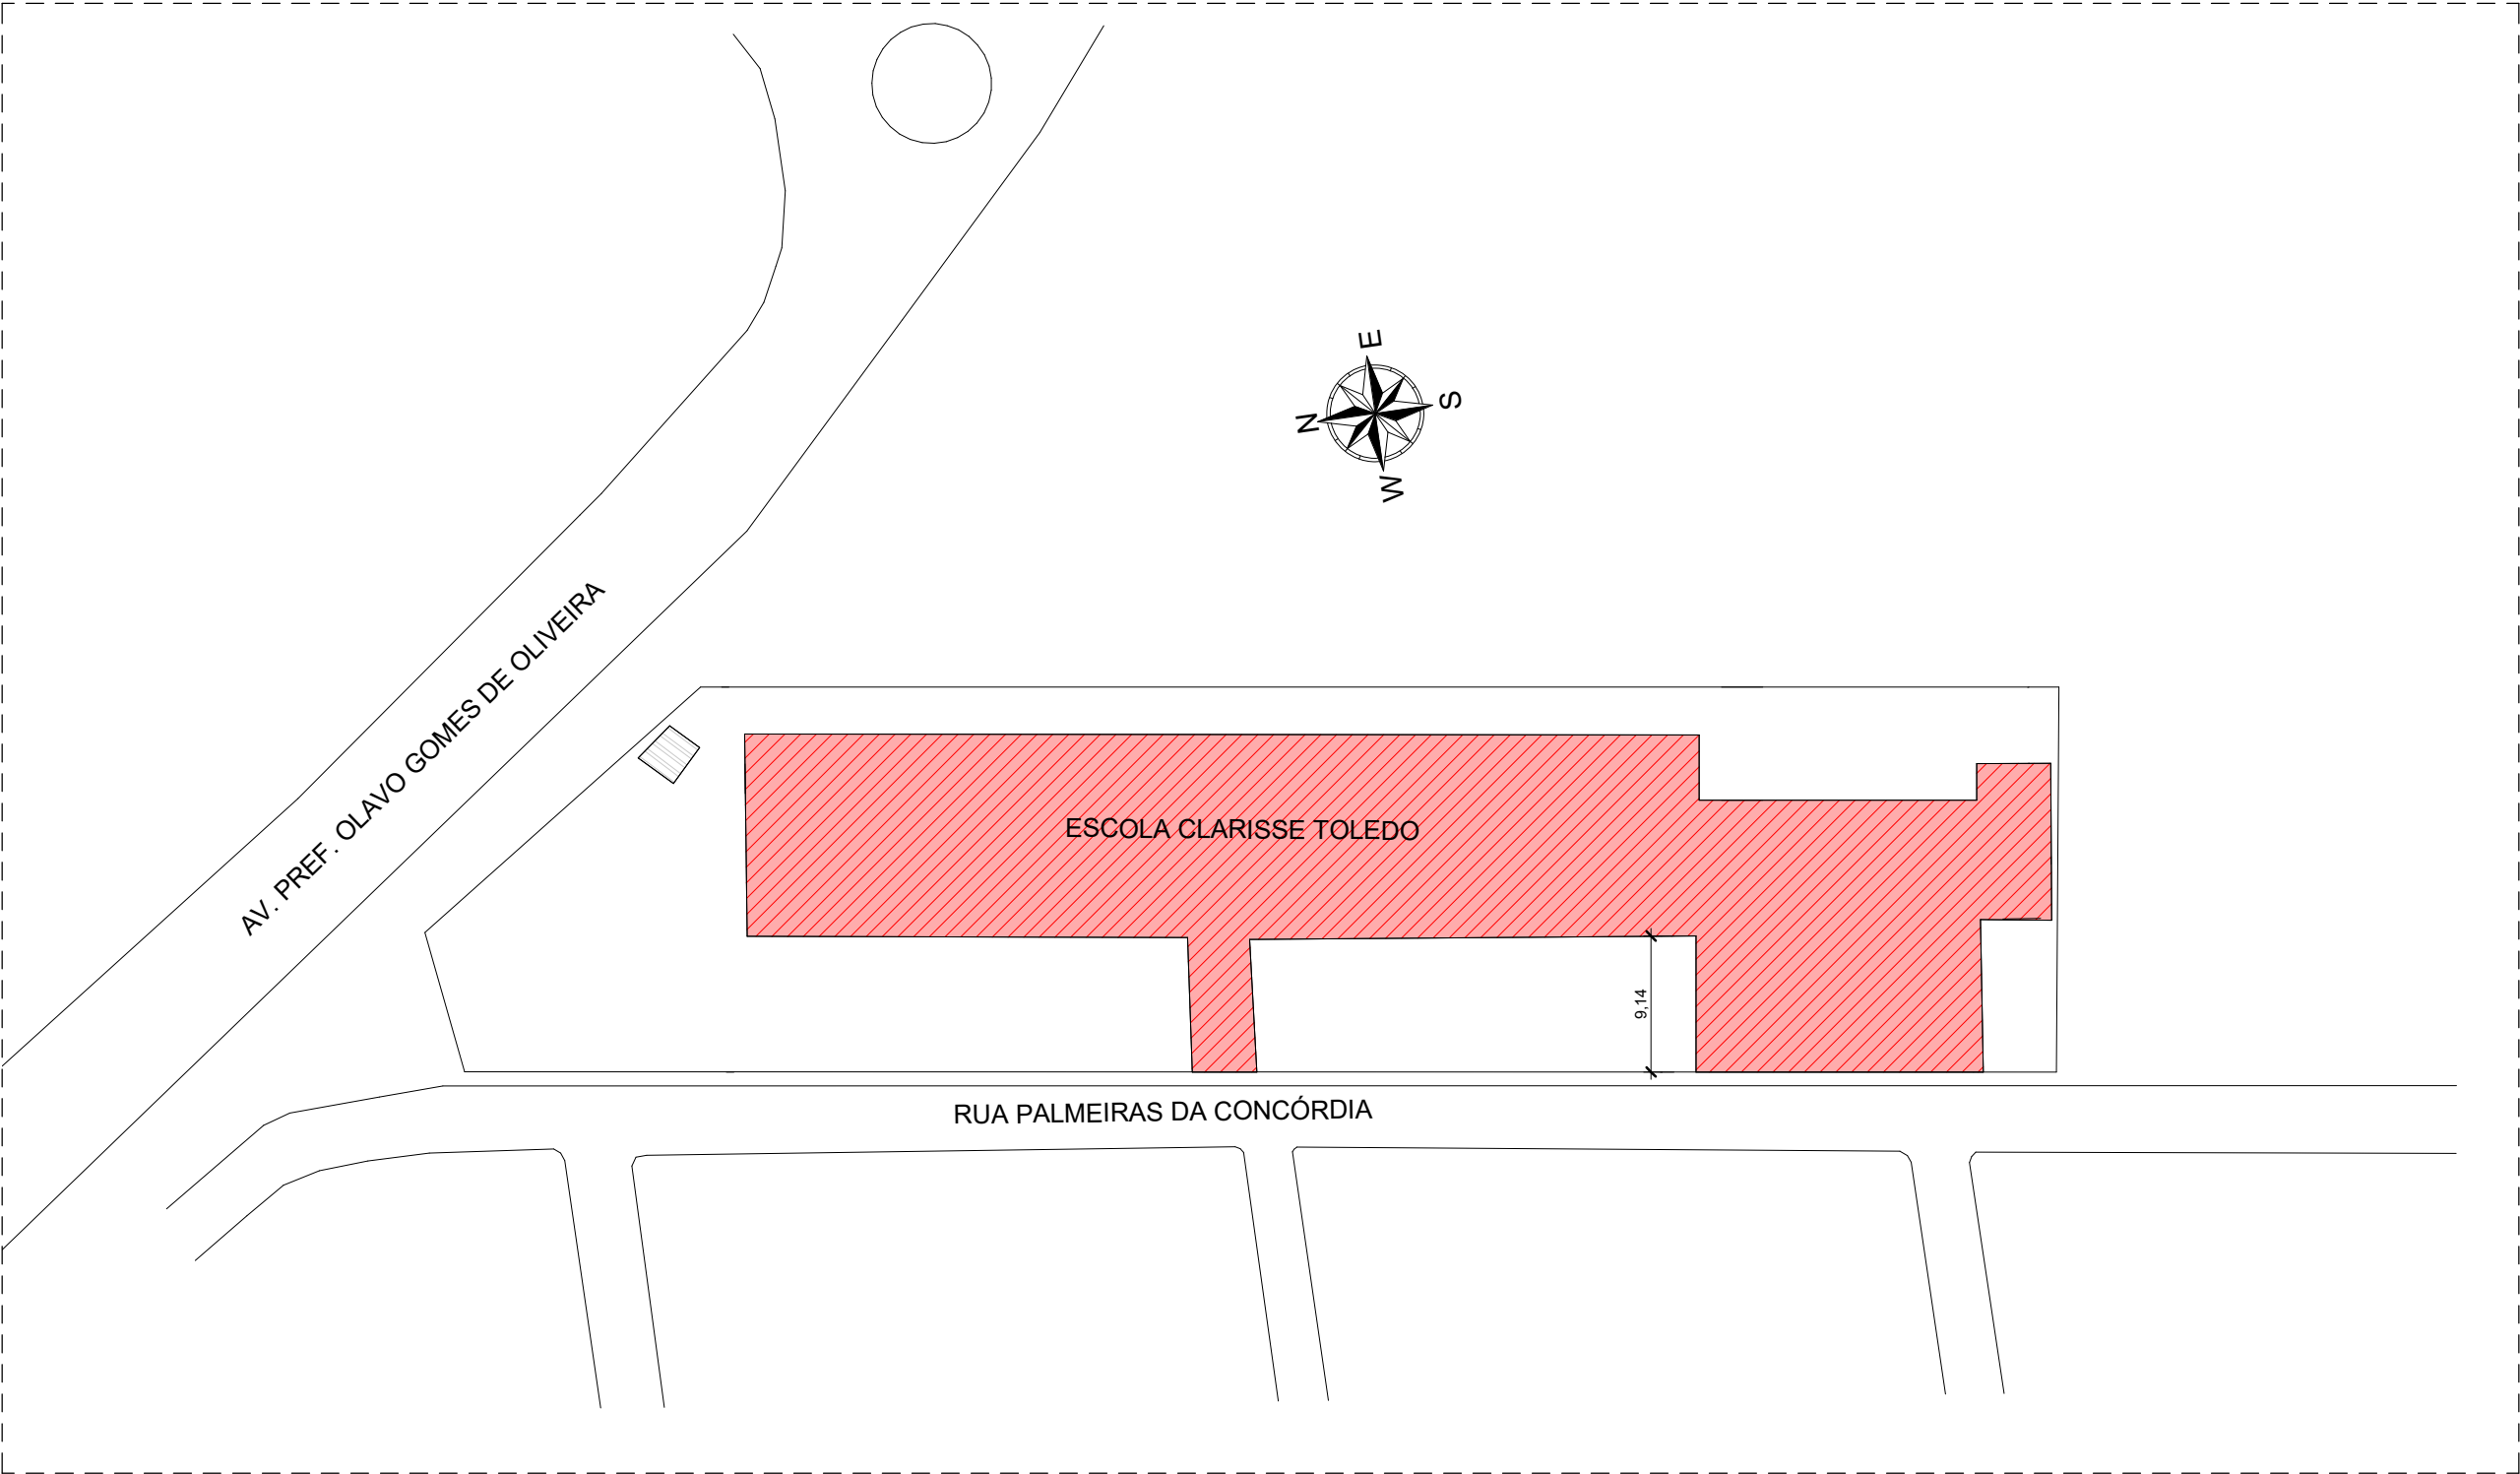 E
N
S
W
AV. PREF. OLAVO GOMES DE OLIVEIRA
ESCOLA CLARISSE TOLEDO
9,14
RUA PALMEIRAS DA CONCÓRDIA